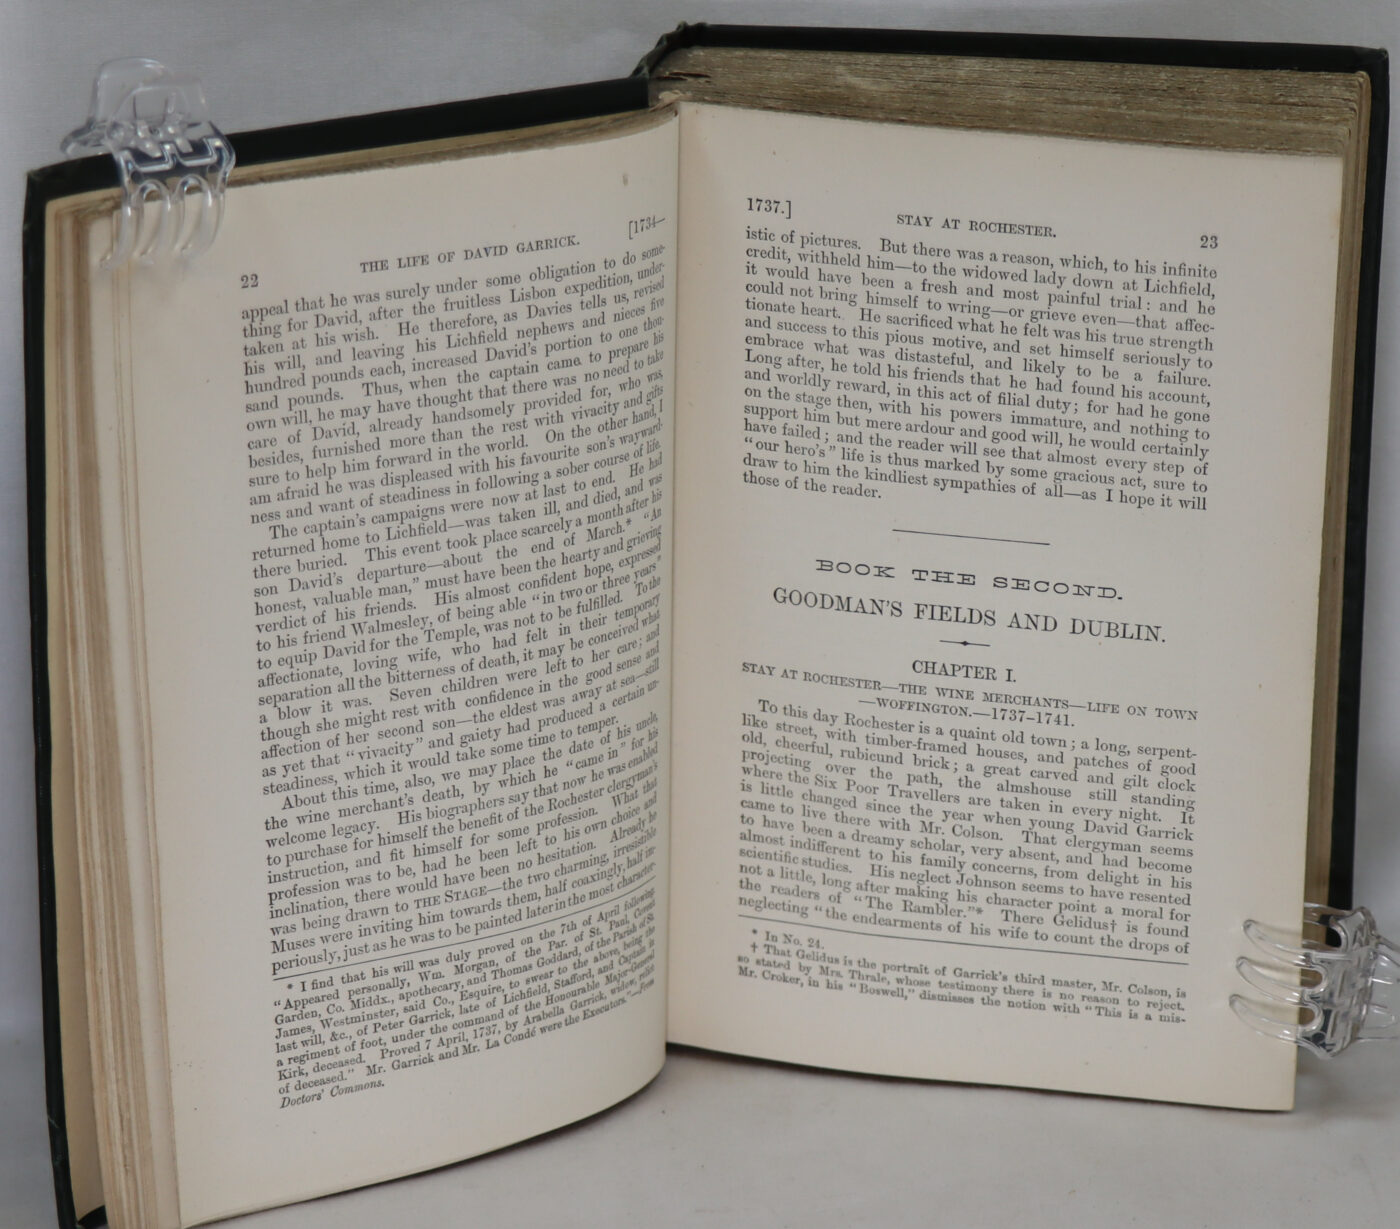 22 THE LIFE OF DAVID GARRICK. [1734—
appeal that he was surely under some obligation to do some-
thing for David, after the fruitless Lisbon expedition, under-
taken at his wish. He therefore, as Davies tells us, revised
his will, and leaving his Lichfield nephews and nieces five
hundred pounds each, increased David's portion to one thou-
sand pounds. Thus, when the captain came to prepare his
own will, he may have thought that there was no need to take
care of David, already handsomely provided for, who was,
besides, furnished more than the rest with vivacity and gifts
sure to help him forward in the world. On the other hand, I
am afraid he was displeased with his favourite son's wayward-
ness and want of steadiness in following a sober course of life.
The captain's campaigns were now at last to end. He had
returned home to Lichfield—was taken ill, and died, and was
there buried. This event took place scarcely a month after his
son David's departure—about the end of March.* "An
honest, valuable man," must have been the hearty and grieving
verdict of his friends. His almost confident hope, expressed
to his friend Walmesley, of being able "in two or three years"
to equip David for the Temple, was not to be fulfilled. To the
affectionate, loving wife, who had felt in their temporary
separation all the bitterness of death, it may be conceived what
a blow it was. Seven children were left to her care; and
though she might rest with confidence in the good sense and
affection of her second son—the eldest was away at sea—still
as yet that "vivacity" and gaiety had produced a certain un-
steadiness, which it would take some time to temper.
About this time, also, we may place the date of his uncle,
the wine merchant's death, by which he "came in" for his
welcome legacy. His biographers say that now he was enabled
to purchase for himself the benefit of the Rochester clergyman's
instruction, and fit himself for some profession. What that
profession was to be, had he been left to his own choice and
inclination, there would have been no hesitation. Already he
was being drawn to THE STAGE—the two charming, irresistible
Muses were inviting him towards them, half coaxingly, half im-
periously, just as he was to be painted later in the most character-
* I find that his will was duly proved on the 7th of April following.
"Appeared personally, Wm. Morgan, of the Par. of St. Paul, Covent
Garden, Co. Middx., apothecary, and Thomas Goddard, of the Parish of St.
James, Westminster, said Co., Esquire, to swear to the above, being the
last will, &c., of Peter Garrick, late of Lichfield, Stafford, and Captain in
a regiment of foot, under the command of the Honourable Major-General
Kirk, deceased. Proved 7 April, 1737, by Arabella Garrick, widow, relict
of deceased." Mr. Garrick and Mr. La Condé were the Executors."—From
Doctors' Commons.
1737.] STAY AT ROCHESTER. 23
istic of pictures. But there was a reason, which, to his infinite
credit, withheld him—to the widowed lady down at Lichfield,
it would have been a fresh and most painful trial: and he
could not bring himself to wring—or grieve even—that affec-
tionate heart. He sacrificed what he felt was his true strength
and success to this pious motive, and set himself seriously to
embrace what was distasteful, and likely to be a failure.
Long after, he told his friends that he had found his account,
and worldly reward, in this act of filial duty; for had he gone
on the stage then, with his powers immature, and nothing to
support him but mere ardour and good will, he would certainly
have failed; and the reader will see that almost every step of
"our hero's" life is thus marked by some gracious act, sure to
draw to him the kindliest sympathies of all—as I hope it will
those of the reader.
BOOK THE SECOND.
GOODMAN'S FIELDS AND DUBLIN.
CHAPTER I.
STAY AT ROCHESTER—THE WINE MERCHANTS—LIFE ON TOWN
—WOFFINGTON.—1737-1741.
To this day Rochester is a quaint old town; a long, serpent-
like street, with timber-framed houses, and patches of good
old, cheerful, rubicund brick; a great carved and gilt clock
projecting over the path, the almshouse still standing
where the Six Poor Travellers are taken in every night. It
is little changed since the year when young David Garrick
came to live there with Mr. Colson. That clergyman seems
to have been a dreamy scholar, very absent, and had become
almost indifferent to his family concerns, from delight in his
scientific studies. His neglect Johnson seems to have resented
not a little, long after making his character point a moral for
the readers of "The Rambler."* There Gelidus† is found
neglecting "the endearments of his wife to count the drops of
* In No. 24.
† That Gelidus is the portrait of Garrick's third master, Mr. Colson, is
so stated by Mrs. Thrale, whose testimony there is no reason to reject.
Mr. Croker, in his "Boswell," dismisses the notion with "This is a mis-